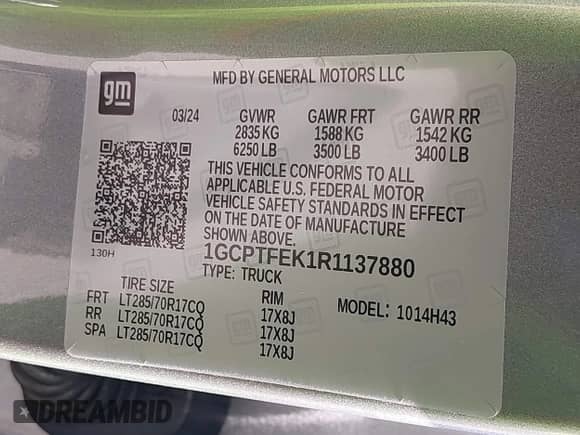 gm
MFD BY GENERAL MOTORS LLC
03/24 GVWR GAWR FRT GAWR RR
2835 KG 1588 KG 1542 KG
6250 LB 3500 LB 3400 LB
THIS VEHICLE CONFORMS TO ALL
APPLICABLE U.S. FEDERAL MOTOR
VEHICLE SAFETY STANDARDS IN EFFECT
ON THE DATE OF MANUFACTURE
SHOWN ABOVE.
130H
1GCPTFEK1R1137880
TYPE: TRUCK
TIRE SIZE RIM MODEL: 1014H43
FRT LT285/70R17CQ 17X8J
RR LT285/70R17CQ 17X8J
SPA LT285/70R17CQ 17X8J
DREAMBID